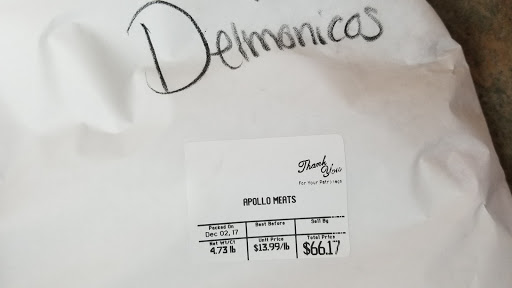 Delmonicos
Thank
You
For Your Patronage
APOLLO MEATS
Packed On Best Before Sell By
Dec 02, 17
Net Wt/Ct Unit Price Total Price
4.73 lb $13.99/lb $66.17